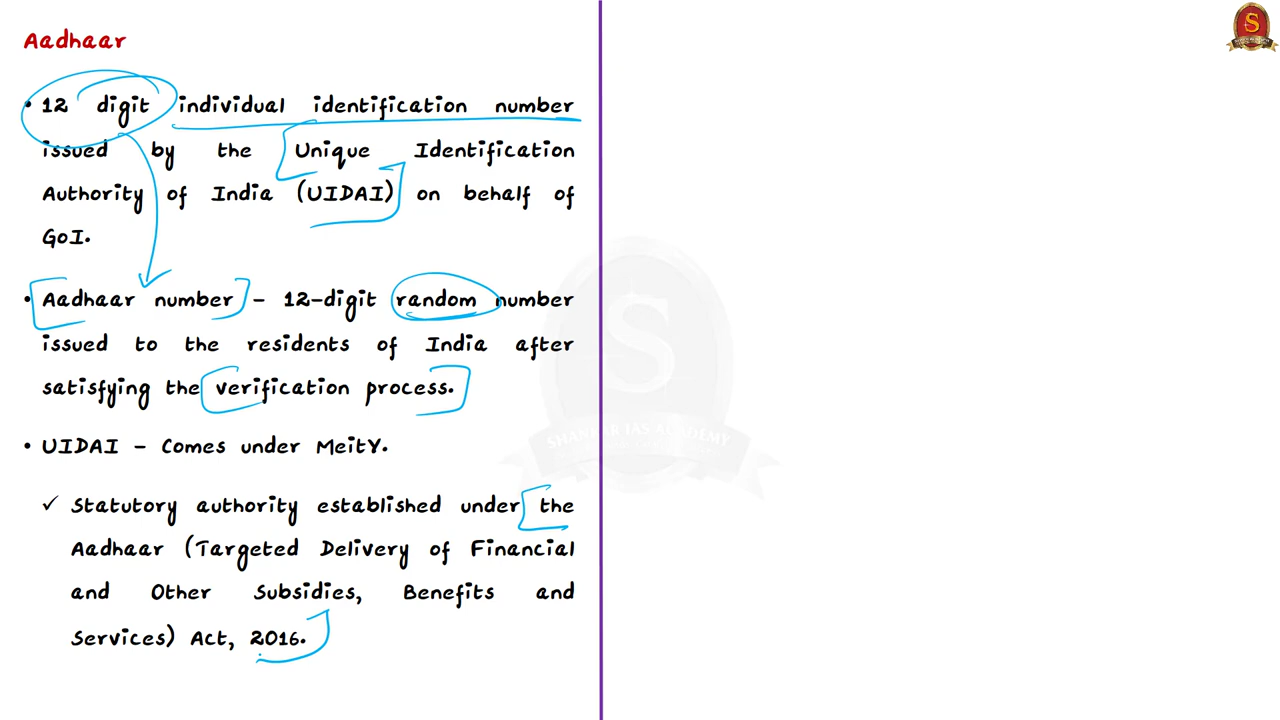 Aadhaar
• 12 digit individual identification number
issued by the Unique Identification
Authority of India (UIDAI) on behalf of
GoI.
• Aadhaar number – 12-digit random number
issued to the residents of India after
satisfying the verification process.
• UIDAI – Comes under MeitY.
✓ Statutory authority established under the
Aadhaar (Targeted Delivery of Financial
and Other Subsidies, Benefits and
Services) Act, 2016.
S
SHANKAR IAS ACADEMY
S